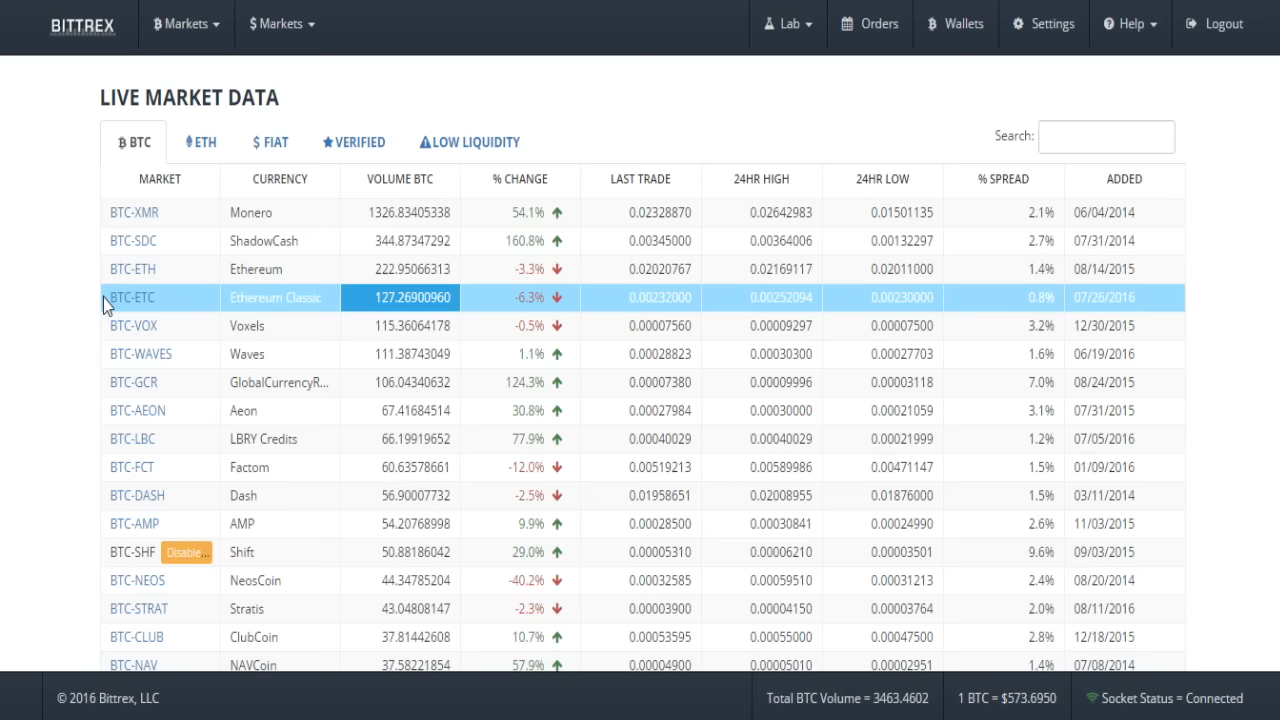 BITTREX B Markets $ Markets Lab Orders B Wallets Settings Help Logout
LIVE MARKET DATA
B BTC ETH $ FIAT VERIFIED LOW LIQUIDITY Search:
MARKET CURRENCY VOLUME BTC % CHANGE LAST TRADE 24HR HIGH 24HR LOW % SPREAD ADDED
BTC-XMR Monero 1326.83405338 54.1% 0.02328870 0.02642983 0.01501135 2.1% 06/04/2014
BTC-SDC ShadowCash 344.87347292 160.8% 0.00345000 0.00364006 0.00132297 2.7% 07/31/2014
BTC-ETH Ethereum 222.95066313 -3.3% 0.02020767 0.02169117 0.02011000 1.4% 08/14/2015
BTC-ETC Ethereum Classic 127.26900960 -6.3% 0.00232000 0.00252094 0.00230000 0.8% 07/26/2016
BTC-VOX Voxels 115.36064178 -0.5% 0.00007560 0.00009297 0.00007500 3.2% 12/30/2015
BTC-WAVES Waves 111.38743049 1.1% 0.00028823 0.00030300 0.00027703 1.6% 06/19/2016
BTC-GCR GlobalCurrencyR... 106.04340632 124.3% 0.00007380 0.00009996 0.00003118 7.0% 08/24/2015
BTC-AEON Aeon 67.41684514 30.8% 0.00027984 0.00030000 0.00021059 3.1% 07/31/2015
BTC-LBC LBRY Credits 66.19919652 77.9% 0.00040029 0.00040029 0.00021999 1.2% 07/05/2016
BTC-FCT Factom 60.63578661 -12.0% 0.00519213 0.00589986 0.00471147 1.5% 01/09/2016
BTC-DASH Dash 56.90007732 -2.5% 0.01958651 0.02008955 0.01876000 1.5% 03/11/2014
BTC-AMP AMP 54.20768998 9.9% 0.00028500 0.00030841 0.00024990 2.6% 11/03/2015
BTC-SHF Disable... Shift 50.88186042 29.0% 0.00005310 0.00006210 0.00003501 9.6% 09/03/2015
BTC-NEOS NeosCoin 44.34785204 -40.2% 0.00032585 0.00059510 0.00031213 2.4% 08/20/2014
BTC-STRAT Stratis 43.04808147 -2.3% 0.00003900 0.00004150 0.00003764 2.0% 08/11/2016
BTC-CLUB ClubCoin 37.81442608 10.7% 0.00053595 0.00055000 0.00047500 2.8% 12/18/2015
BTC-NAV NAVCoin 37.58221854 57.9% 0.00004900 0.00005010 0.00002951 1.4% 07/08/2014
© 2016 Bittrex, LLC Total BTC Volume = 3463.4602 1 BTC = $573.6950 Socket Status = Connected